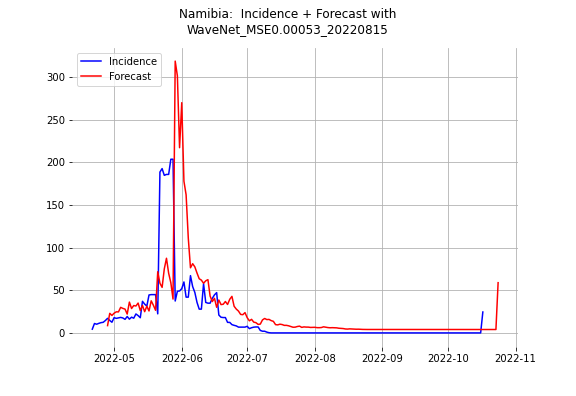 Namibia:  Incidence + Forecast with
WaveNet_MSE0.00053_20220815
Incidence
Forecast
300
250
200
150
100
50
0
2022-05 2022-06 2022-07 2022-08 2022-09 2022-10 2022-11